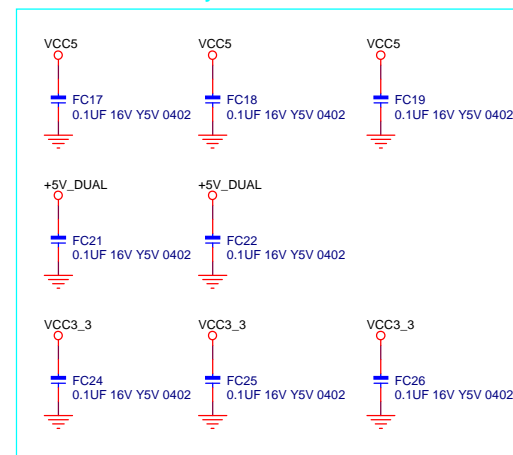 VCC5 VCC5 VCC5
FC17 FC18 FC19
0.1UF 16V Y5V 0402 0.1UF 16V Y5V 0402 0.1UF 16V Y5V 0402
+5V_DUAL +5V_DUAL
FC21 FC22
0.1UF 16V Y5V 0402 0.1UF 16V Y5V 0402
VCC3_3 VCC3_3 VCC3_3
FC24 FC25 FC26
0.1UF 16V Y5V 0402 0.1UF 16V Y5V 0402 0.1UF 16V Y5V 0402